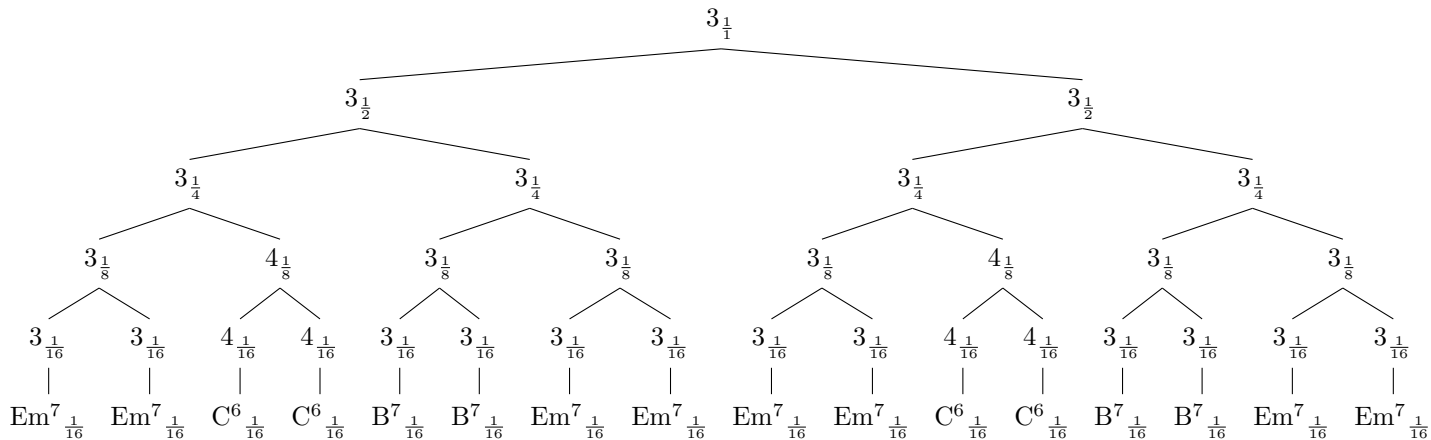 3 1/1
3 1/2 3 1/2
3 1/4 3 1/4 3 1/4 3 1/4
3 1/8 4 1/8 3 1/8 3 1/8 3 1/8 4 1/8 3 1/8 3 1/8
3 1/16 3 1/16 4 1/16 4 1/16 3 1/16 3 1/16 3 1/16 3 1/16 3 1/16 3 1/16 4 1/16 4 1/16 3 1/16 3 1/16 3 1/16 3 1/16
Em⁷ 1/16 Em⁷ 1/16 C⁶ 1/16 C⁶ 1/16 B⁷ 1/16 B⁷ 1/16 Em⁷ 1/16 Em⁷ 1/16 Em⁷ 1/16 Em⁷ 1/16 C⁶ 1/16 C⁶ 1/16 B⁷ 1/16 B⁷ 1/16 Em⁷ 1/16 Em⁷ 1/16